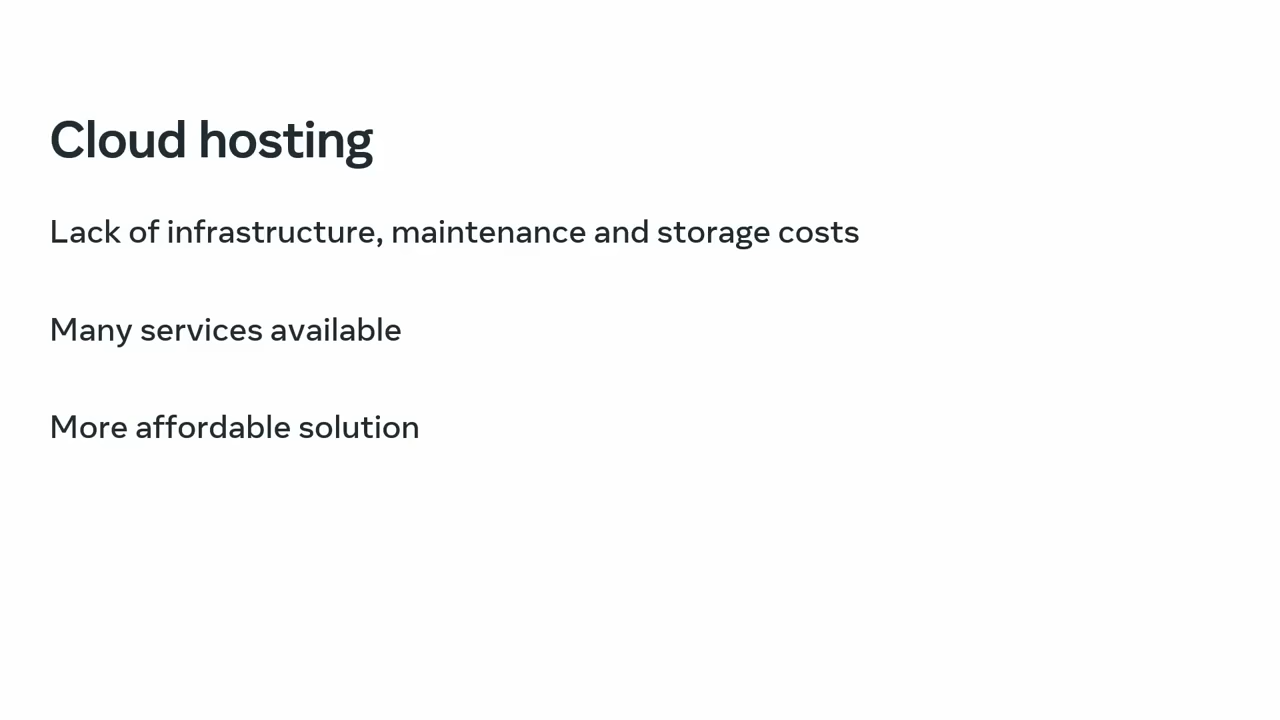 Cloud hosting
Lack of infrastructure, maintenance and storage costs
Many services available
More affordable solution